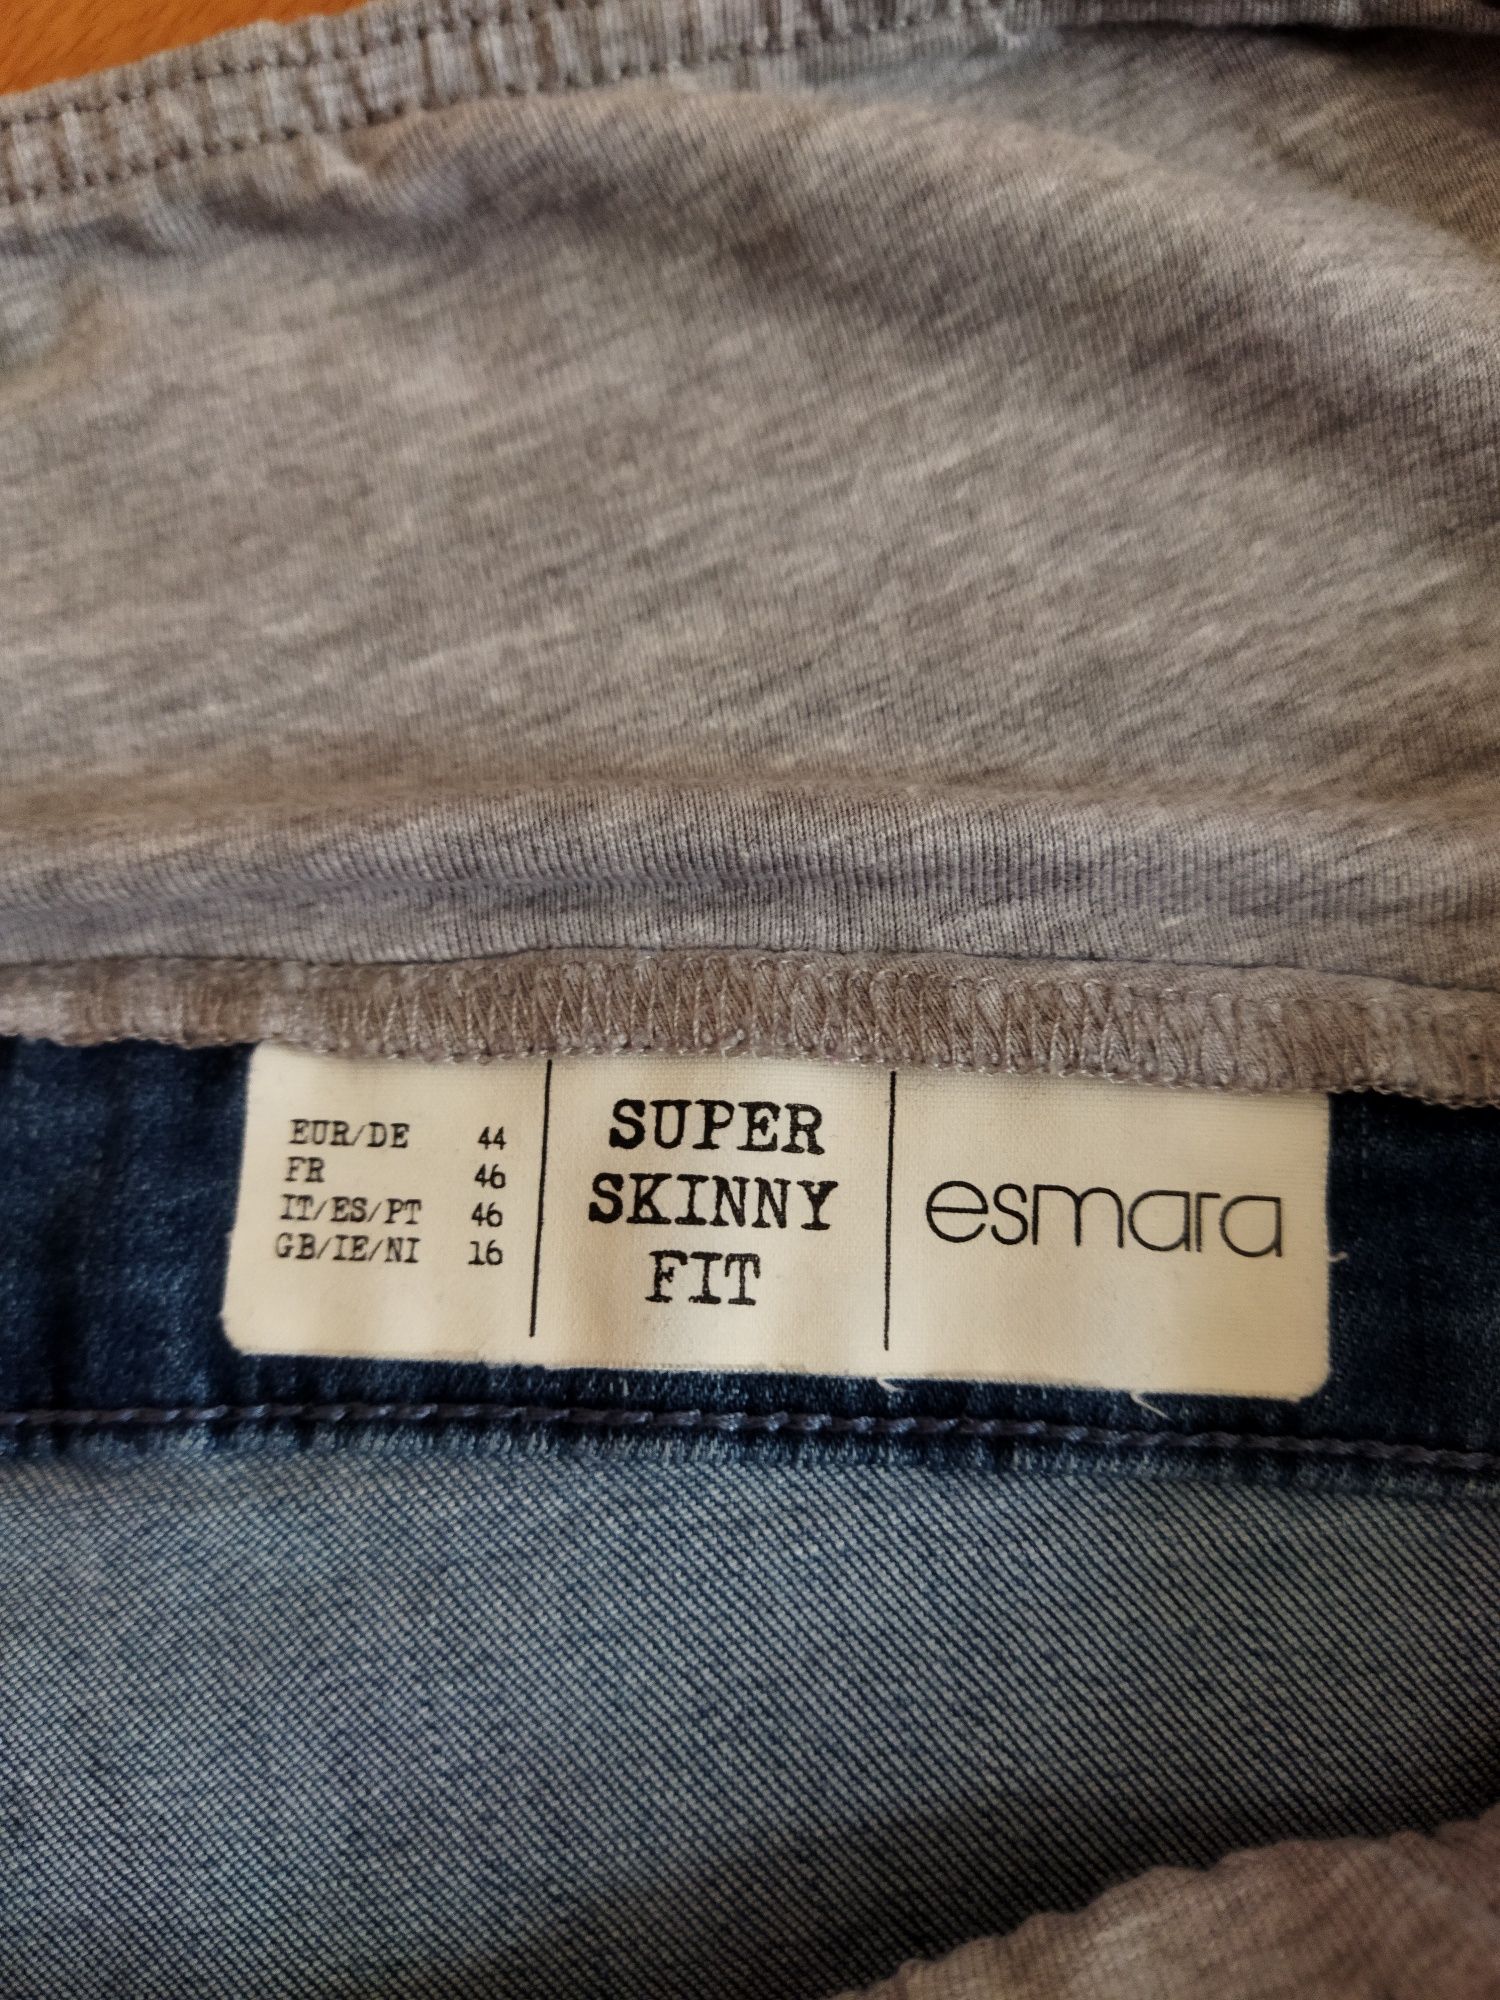 EUR/DE 44
FR 46
IT/ES/PT 46
GB/IE/NI 16
SUPER
SKINNY
FIT
esmara